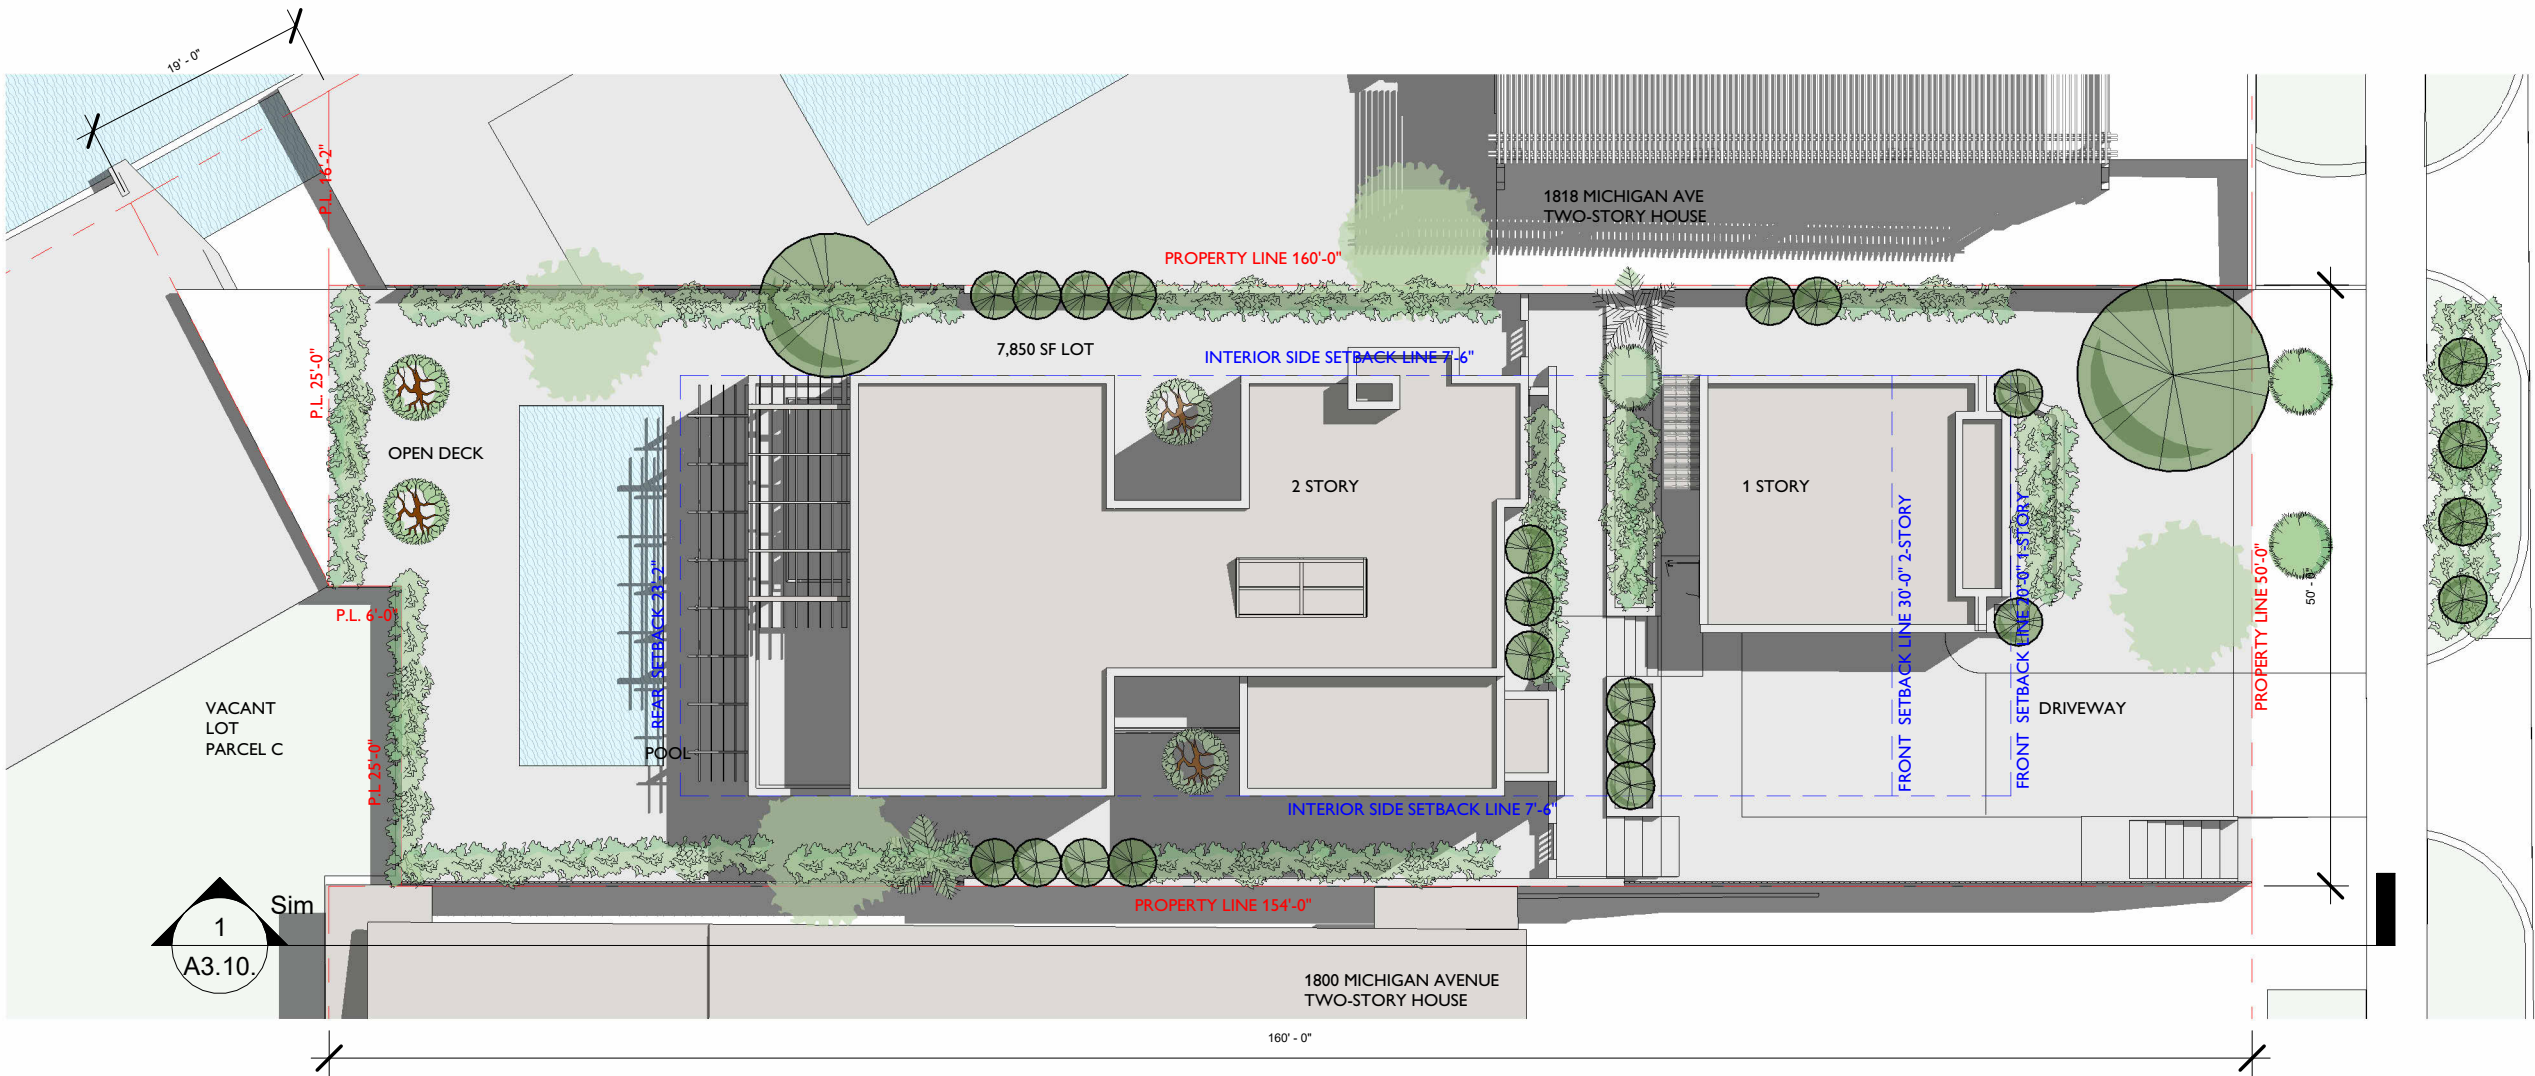 19' - 0"
P.L. 16'-2"
1818 MICHIGAN AVE
TWO-STORY HOUSE
PROPERTY LINE 160'-0"
7,850 SF LOT
INTERIOR SIDE SETBACK LINE 7'-6"
P.L. 25'-0"
OPEN DECK
2 STORY
1 STORY
REAR SETBACK 23'-2"
FRONT SETBACK LINE 30'-0" 2-STORY
FRONT SETBACK LINE 20'-0" 1-STORY
PROPERTY LINE 50'-0"
50' - 0"
P.L. 6'-0"
VACANT
LOT
PARCEL C
P.L 25'-0"
POOL
DRIVEWAY
INTERIOR SIDE SETBACK LINE 7'-6"
Sim
1
A3.10.
PROPERTY LINE 154'-0"
1800 MICHIGAN AVENUE
TWO-STORY HOUSE
160' - 0"